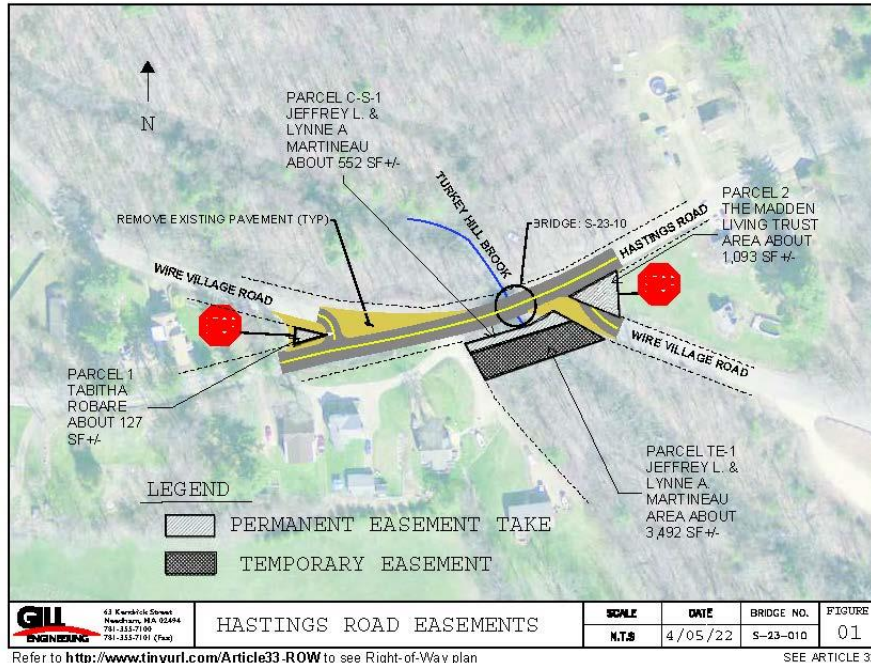 N
PARCEL C-S-1
JEFFREY L. &
LYNNE A
MARTINEAU
ABOUT 552 SF+/-
REMOVE EXISTING PAVEMENT (TYP)
TURKEY HILL BROOK
BRIDGE: S-23-10
HASTINGS ROAD
PARCEL 2
THE MADDEN
LIVING TRUST
AREA ABOUT
1,093 SF+/-
WIRE VILLAGE ROAD
WIRE VILLAGE ROAD
PARCEL 1
TABITHA
ROBARE
ABOUT 127
SF+/-
PARCEL TE-1
JEFFREY L. &
LYNNE A.
MARTINEAU
AREA ABOUT
3,492 SF+/-
LEGEND
PERMANENT EASEMENT TAKE
TEMPORARY EASEMENT
GILL
ENGINEERING
63 Kendrick Street
Needham, MA 02494
781-355-7100
781-355-7101 (Fax)
HASTINGS ROAD EASEMENTS
SCALE
N.T.S
DATE
4/05/22
BRIDGE NO.
S-23-010
FIGURE
01
Refer to http://www.tinyurl.com/Article33-ROW to see Right-of-Way plan
SEE ARTICLE 3